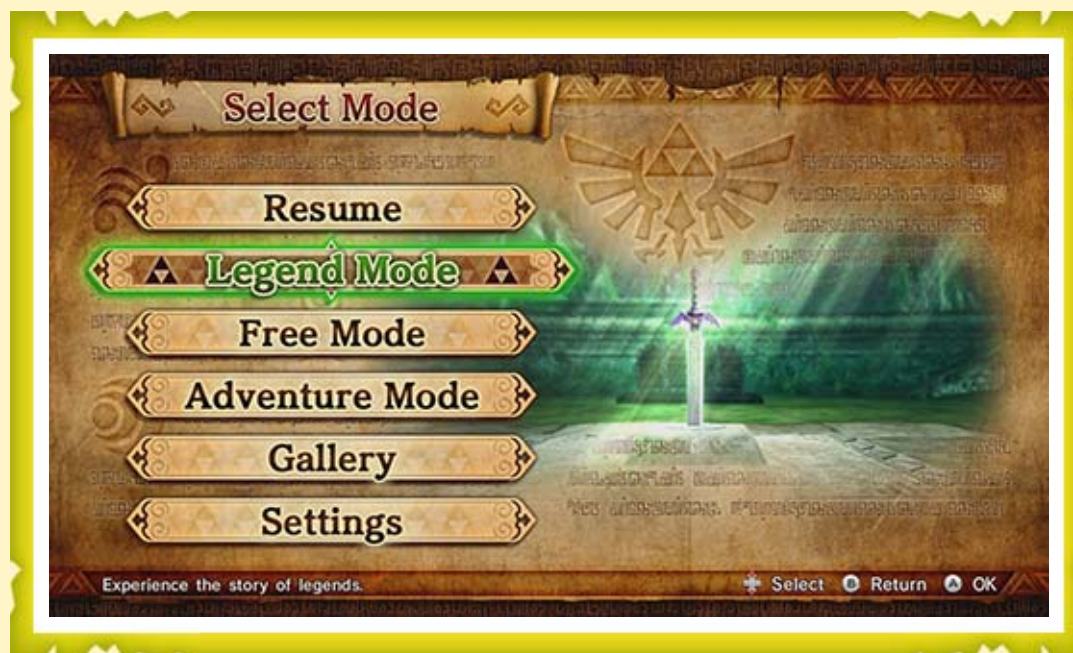 Select Mode
Resume
Legend Mode
Free Mode
Adventure Mode
Gallery
Settings
Experience the story of legends.
Select B Return A OK